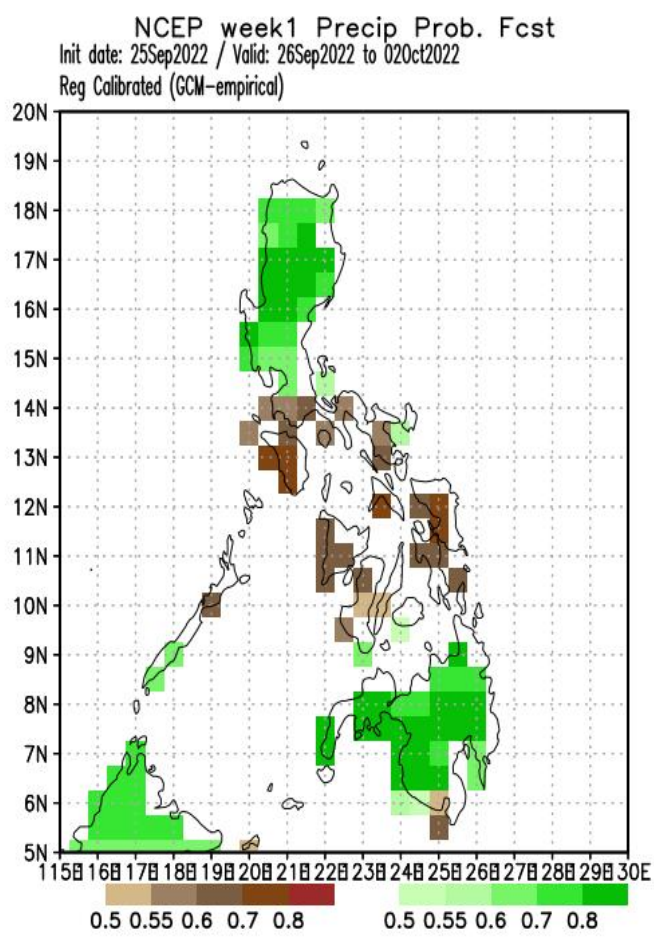 NCEP week1 Precip Prob. Fcst
Init date: 25Sep2022 / Valid: 26Sep2022 to 02Oct2022
Reg Calibrated (GCM-empirical)
20N
19N
18N
17N
16N
15N
14N
13N
12N
11N
10N
9N
8N
7N
6N
5N
115E 116E 117E 118E 119E 120E 121E 122E 123E 124E 125E 126E 127E 128E 129E 130E
0.5 0.55 0.6 0.7 0.8 0.5 0.55 0.6 0.7 0.8